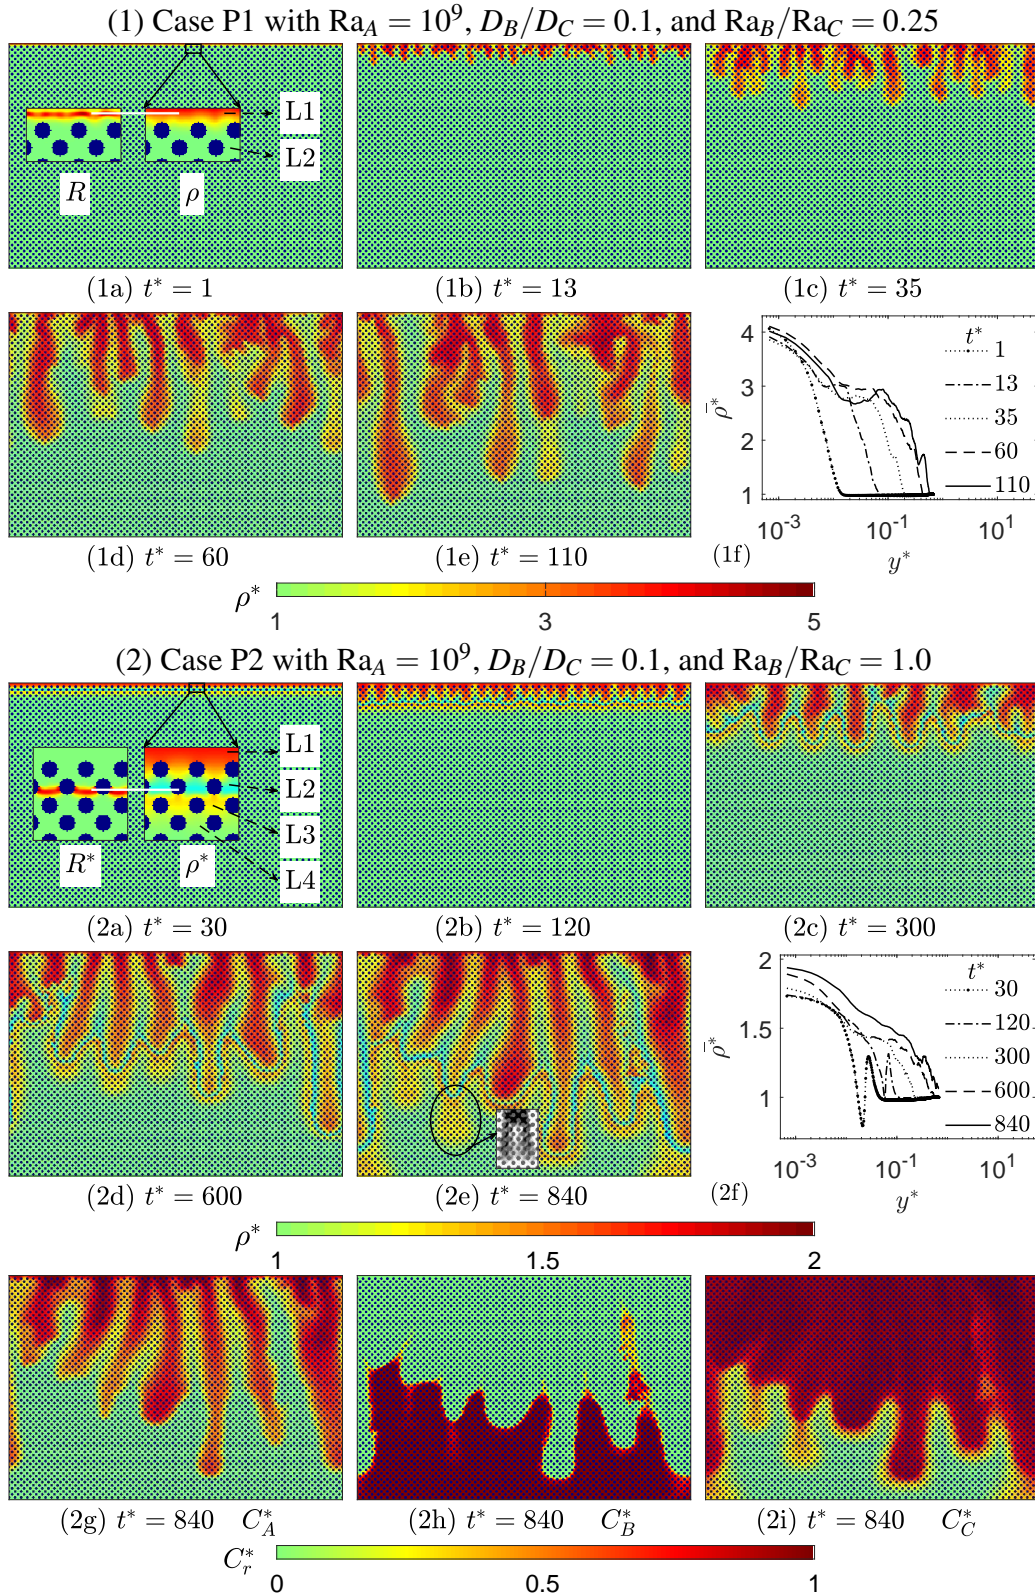 (1) Case P1 with Ra_A = 10^9, D_B/D_C = 0.1, and Ra_B/Ra_C = 0.25
L1
L2
R
ρ
(1a) t* = 1
(1b) t* = 13
(1c) t* = 35
4
3
2
1
ρ̄*
t*
1
13
35
60
110
10^-3
10^-1
10^1
y*
(1d) t* = 60
(1e) t* = 110
(1f)
ρ*
1
3
5
(2) Case P2 with Ra_A = 10^9, D_B/D_C = 0.1, and Ra_B/Ra_C = 1.0
L1
L2
L3
L4
R*
ρ*
(2a) t* = 30
(2b) t* = 120
(2c) t* = 300
2
1.5
1
ρ̄*
t*
30
120
300
600
840
10^-3
10^-1
10^1
y*
(2d) t* = 600
(2e) t* = 840
(2f)
ρ*
1
1.5
2
(2g) t* = 840 C_A*
(2h) t* = 840 C_B*
(2i) t* = 840 C_C*
C_r*
0
0.5
1